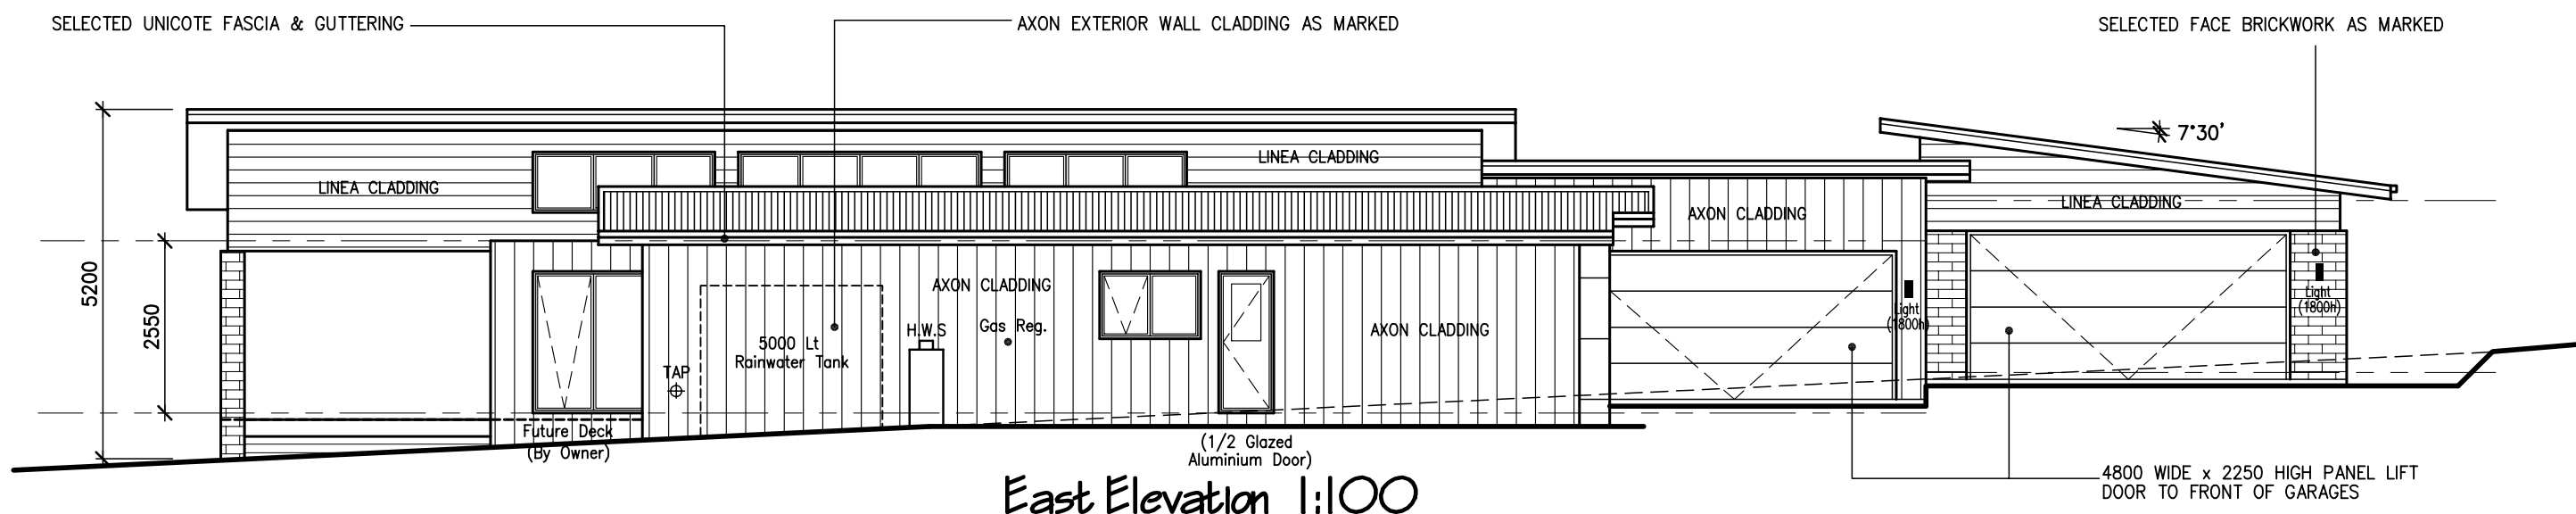 SELECTED UNICOTE FASCIA & GUTTERING
AXON EXTERIOR WALL CLADDING AS MARKED
SELECTED FACE BRICKWORK AS MARKED
7°30'
LINEA CLADDING
LINEA CLADDING
LINEA CLADDING
AXON CLADDING
5200
2550
AXON CLADDING
Gas Reg.
H.W.S
AXON CLADDING
5000 Lt
Rainwater Tank
TAP
Light
(1800h)
Light
(1800h)
Future Deck
(By Owner)
(1/2 Glazed
Aluminium Door)
4800 WIDE x 2250 HIGH PANEL LIFT
DOOR TO FRONT OF GARAGES
East Elevation 1:100